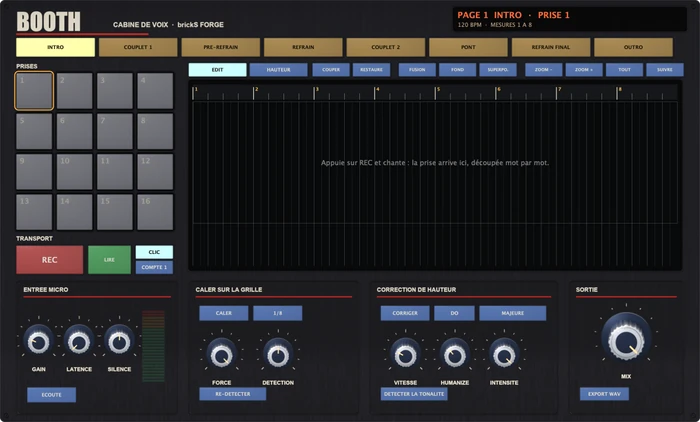 BOOTH
CABINE DE VOIX - brickS FORGE
PAGE 1 INTRO · PRISE 1
120 BPM · MESURES 1 A 8
INTRO COUPLET 1 PRE-REFRAIN REFRAIN COUPLET 2 PONT REFRAIN FINAL OUTRO
PRISES
EDIT HAUTEUR COUPER RESTAURE FUSION FOND SUPERPO. ZOOM - ZOOM + TOUT SUIVRE
1 2 3 4
5 6 7 8
9 10 11 12
13 14 15 16
1 2 3 4 5 6 7 8
Appuie sur REC et chante : la prise arrive ici, découpée mot par mot.
TRANSPORT
REC LIRE CLIC
COMPTE 1
ENTREE MICRO
GAIN LATENCE SILENCE
ECOUTE
CALER SUR LA GRILLE
CALER 1/8
FORCE DETECTION
RE-DETECTER
CORRECTION DE HAUTEUR
CORRIGER DO MAJEURE
VITESSE HUMANIZE INTENSITE
DETECTER LA TONALITE
SORTIE
MIX
EXPORT WAV